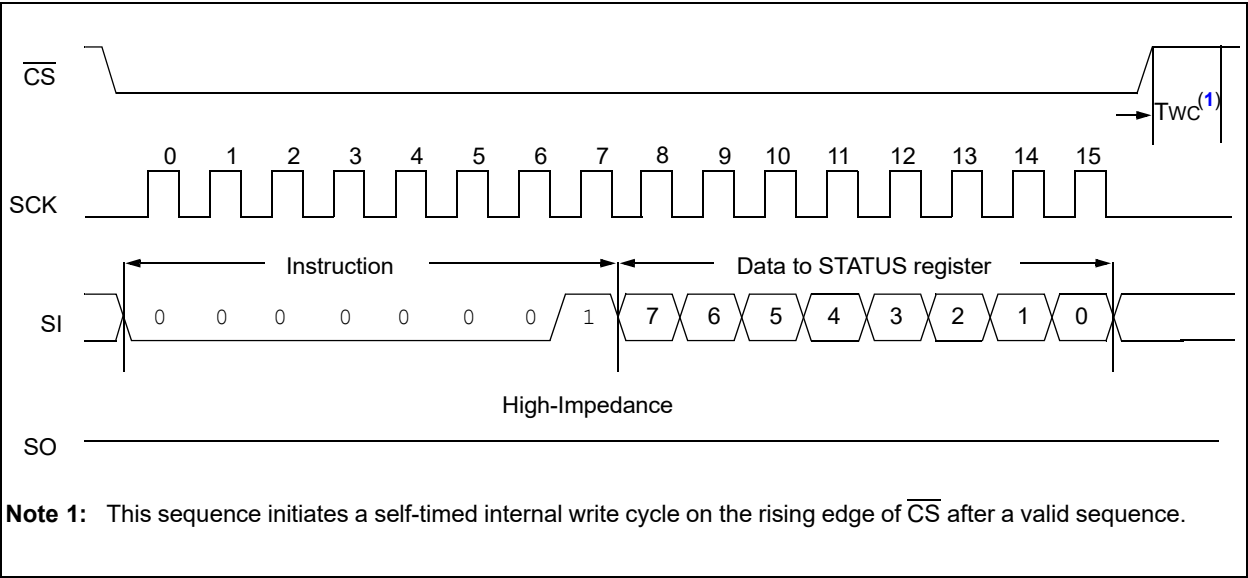 CS
TWC(1)
0 1 2 3 4 5 6 7 8 9 10 11 12 13 14 15
SCK
Instruction
Data to STATUS register
SI
0 0 0 0 0 0 0 1 7 6 5 4 3 2 1 0
High-Impedance
SO
Note 1: This sequence initiates a self-timed internal write cycle on the rising edge of CS after a valid sequence.